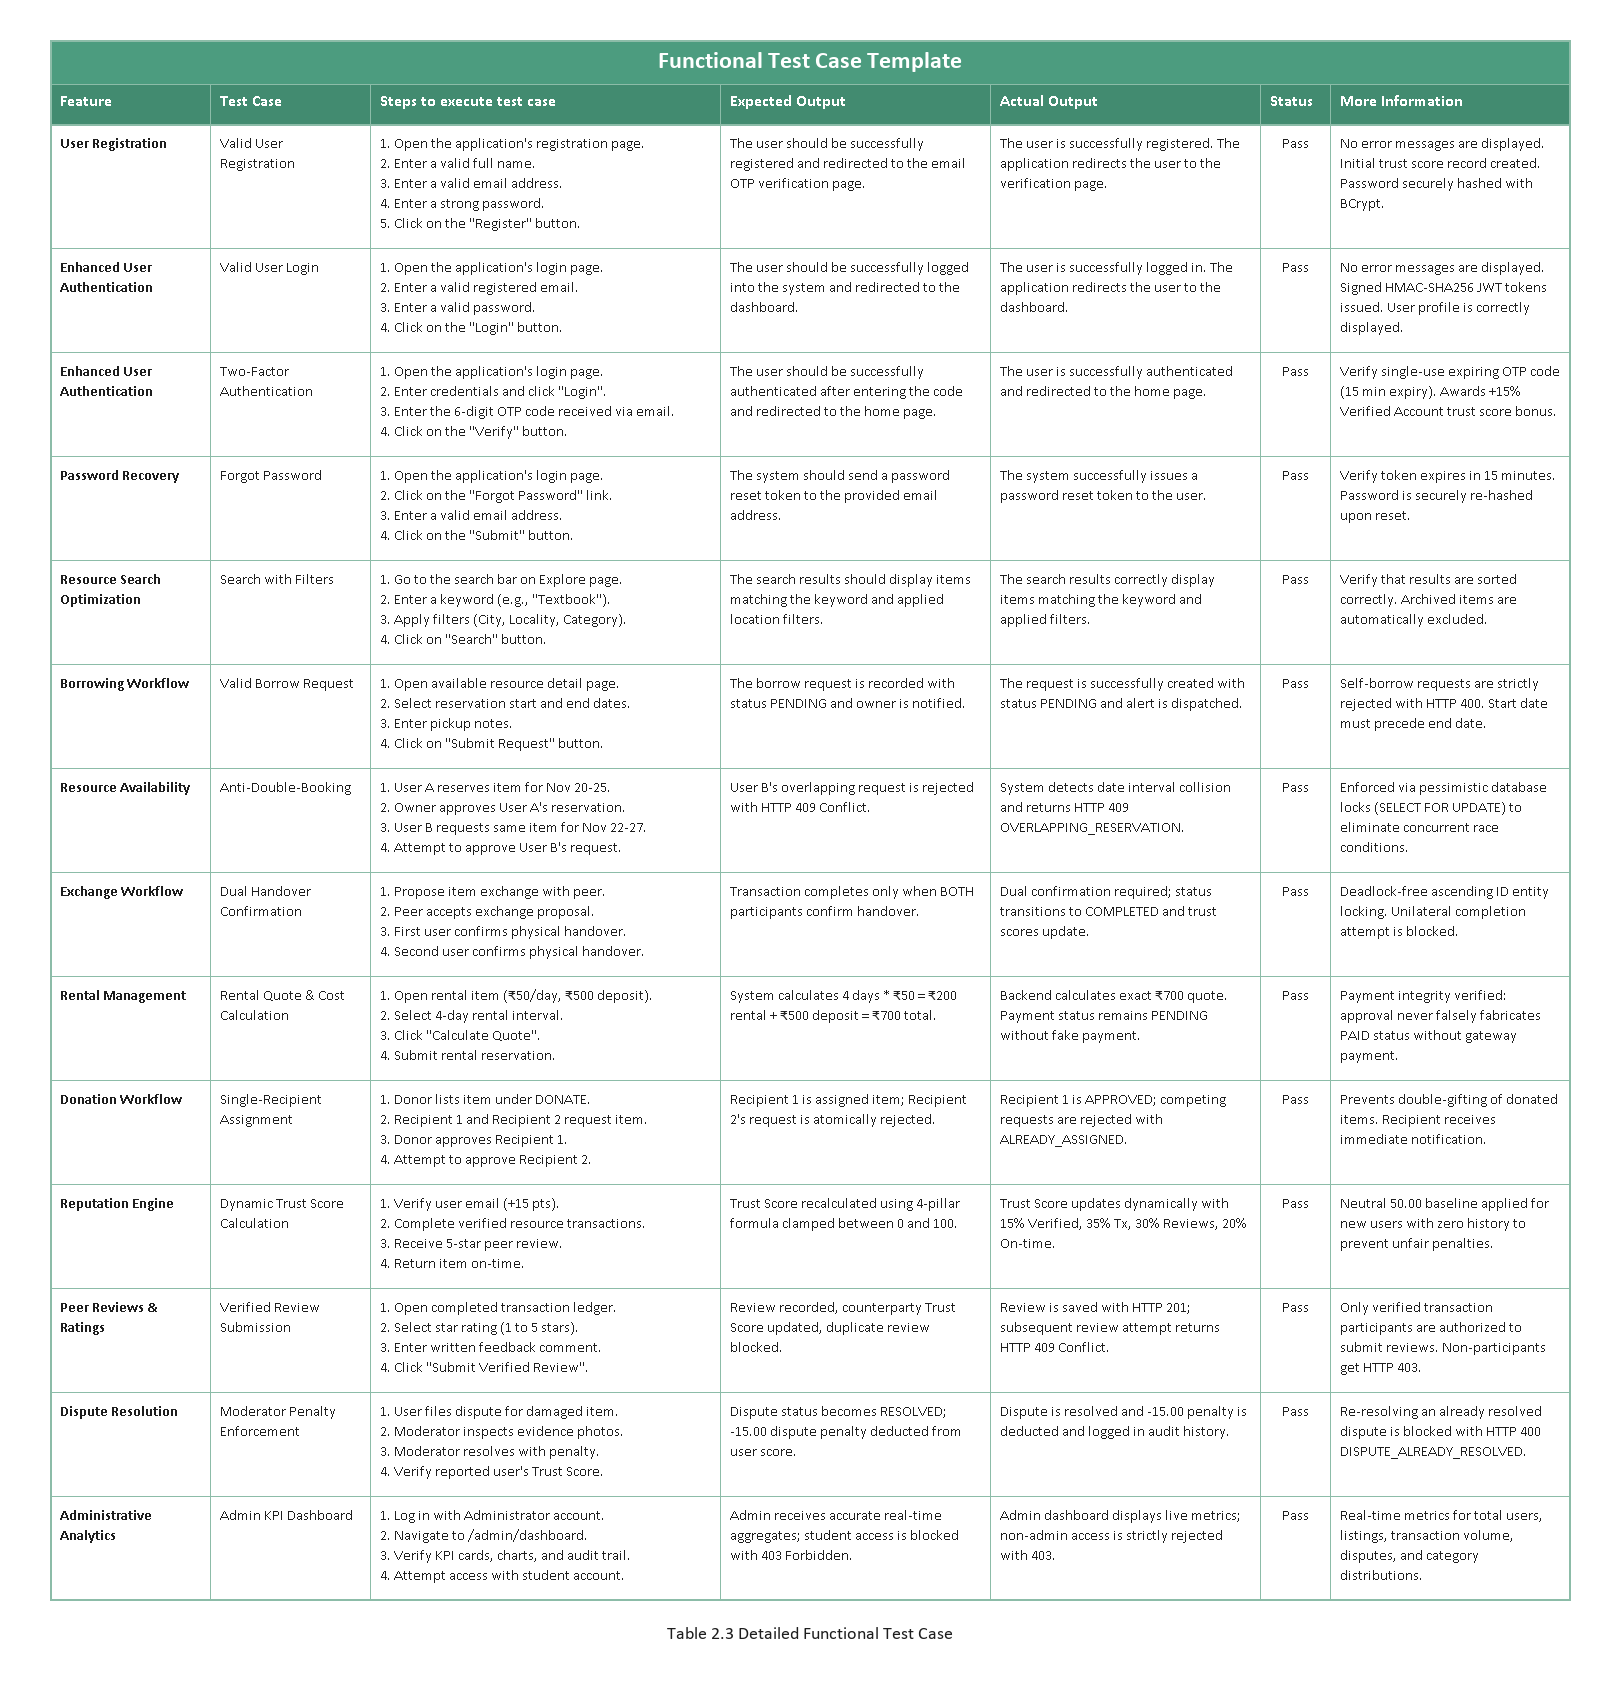 Functional Test Case Template
Feature
Test Case
Steps to execute test case
Expected Output
Actual Output
Status
More Information
User Registration
Valid User
Registration
1. Open the application's registration page.
2. Enter a valid full name.
3. Enter a valid email address.
4. Enter a strong password.
5. Click on the "Register" button.
The user should be successfully
registered and redirected to the email
OTP verification page.
The user is successfully registered. The
application redirects the user to the
verification page.
Pass
No error messages are displayed.
Initial trust score record created.
Password securely hashed with
BCrypt.
Enhanced User
Authentication
Valid User Login
1. Open the application's login page.
2. Enter a valid registered email.
3. Enter a valid password.
4. Click on the "Login" button.
The user should be successfully logged
into the system and redirected to the
dashboard.
The user is successfully logged in. The
application redirects the user to the
dashboard.
Pass
No error messages are displayed.
Signed HMAC-SHA256 JWT tokens
issued. User profile is correctly
displayed.
Enhanced User
Authentication
Two-Factor
Authentication
1. Open the application's login page.
2. Enter credentials and click "Login".
3. Enter the 6-digit OTP code received via email.
4. Click on the "Verify" button.
The user should be successfully
authenticated after entering the code
and redirected to the home page.
The user is successfully authenticated
and redirected to the home page.
Pass
Verify single-use expiring OTP code
(15 min expiry). Awards +15%
Verified Account trust score bonus.
Password Recovery
Forgot Password
1. Open the application's login page.
2. Click on the "Forgot Password" link.
3. Enter a valid email address.
4. Click on the "Submit" button.
The system should send a password
reset token to the provided email
address.
The system successfully issues a
password reset token to the user.
Pass
Verify token expires in 15 minutes.
Password is securely re-hashed
upon reset.
Resource Search
Optimization
Search with Filters
1. Go to the search bar on Explore page.
2. Enter a keyword (e.g., "Textbook").
3. Apply filters (City, Locality, Category).
4. Click on "Search" button.
The search results should display items
matching the keyword and applied
location filters.
The search results correctly display
items matching the keyword and
applied filters.
Pass
Verify that results are sorted
correctly. Archived items are
automatically excluded.
Borrowing Workflow
Valid Borrow Request
1. Open available resource detail page.
2. Select reservation start and end dates.
3. Enter pickup notes.
4. Click on "Submit Request" button.
The borrow request is recorded with
status PENDING and owner is notified.
The request is successfully created with
status PENDING and alert is dispatched.
Pass
Self-borrow requests are strictly
rejected with HTTP 400. Start date
must precede end date.
Resource Availability
Anti-Double-Booking
1. User A reserves item for Nov 20-25.
2. Owner approves User A's reservation.
3. User B requests same item for Nov 22-27.
4. Attempt to approve User B's request.
User B's overlapping request is rejected
with HTTP 409 Conflict.
System detects date interval collision
and returns HTTP 409
OVERLAPPING_RESERVATION.
Pass
Enforced via pessimistic database
locks (SELECT FOR UPDATE) to
eliminate concurrent race
conditions.
Exchange Workflow
Dual Handover
Confirmation
1. Propose item exchange with peer.
2. Peer accepts exchange proposal.
3. First user confirms physical handover.
4. Second user confirms physical handover.
Transaction completes only when BOTH
participants confirm handover.
Dual confirmation required; status
transitions to COMPLETED and trust
scores update.
Pass
Deadlock-free ascending ID entity
locking. Unilateral completion
attempt is blocked.
Rental Management
Rental Quote & Cost
Calculation
1. Open rental item (₹50/day, ₹500 deposit).
2. Select 4-day rental interval.
3. Click "Calculate Quote".
4. Submit rental reservation.
System calculates 4 days * ₹50 = ₹200
rental + ₹500 deposit = ₹700 total.
Backend calculates exact ₹700 quote.
Payment status remains PENDING
without fake payment.
Pass
Payment integrity verified:
approval never falsely fabricates
PAID status without gateway
payment.
Donation Workflow
Single-Recipient
Assignment
1. Donor lists item under DONATE.
2. Recipient 1 and Recipient 2 request item.
3. Donor approves Recipient 1.
4. Attempt to approve Recipient 2.
Recipient 1 is assigned item; Recipient
2's request is atomically rejected.
Recipient 1 is APPROVED; competing
requests are rejected with
ALREADY_ASSIGNED.
Pass
Prevents double-gifting of donated
items. Recipient receives
immediate notification.
Reputation Engine
Dynamic Trust Score
Calculation
1. Verify user email (+15 pts).
2. Complete verified resource transactions.
3. Receive 5-star peer review.
4. Return item on-time.
Trust Score recalculated using 4-pillar
formula clamped between 0 and 100.
Trust Score updates dynamically with
15% Verified, 35% Tx, 30% Reviews, 20%
On-time.
Pass
Neutral 50.00 baseline applied for
new users with zero history to
prevent unfair penalties.
Peer Reviews &
Ratings
Verified Review
Submission
1. Open completed transaction ledger.
2. Select star rating (1 to 5 stars).
3. Enter written feedback comment.
4. Click "Submit Verified Review".
Review recorded, counterparty Trust
Score updated, duplicate review
blocked.
Review is saved with HTTP 201;
subsequent review attempt returns
HTTP 409 Conflict.
Pass
Only verified transaction
participants are authorized to
submit reviews. Non-participants
get HTTP 403.
Dispute Resolution
Moderator Penalty
Enforcement
1. User files dispute for damaged item.
2. Moderator inspects evidence photos.
3. Moderator resolves with penalty.
4. Verify reported user's Trust Score.
Dispute status becomes RESOLVED;
-15.00 dispute penalty deducted from
user score.
Dispute is resolved and -15.00 penalty is
deducted and logged in audit history.
Pass
Re-resolving an already resolved
dispute is blocked with HTTP 400
DISPUTE_ALREADY_RESOLVED.
Administrative
Analytics
Admin KPI Dashboard
1. Log in with Administrator account.
2. Navigate to /admin/dashboard.
3. Verify KPI cards, charts, and audit trail.
4. Attempt access with student account.
Admin receives accurate real-time
aggregates; student access is blocked
with 403 Forbidden.
Admin dashboard displays live metrics;
non-admin access is strictly rejected
with 403.
Pass
Real-time metrics for total users,
listings, transaction volume,
disputes, and category
distributions.
Table 2.3 Detailed Functional Test Case